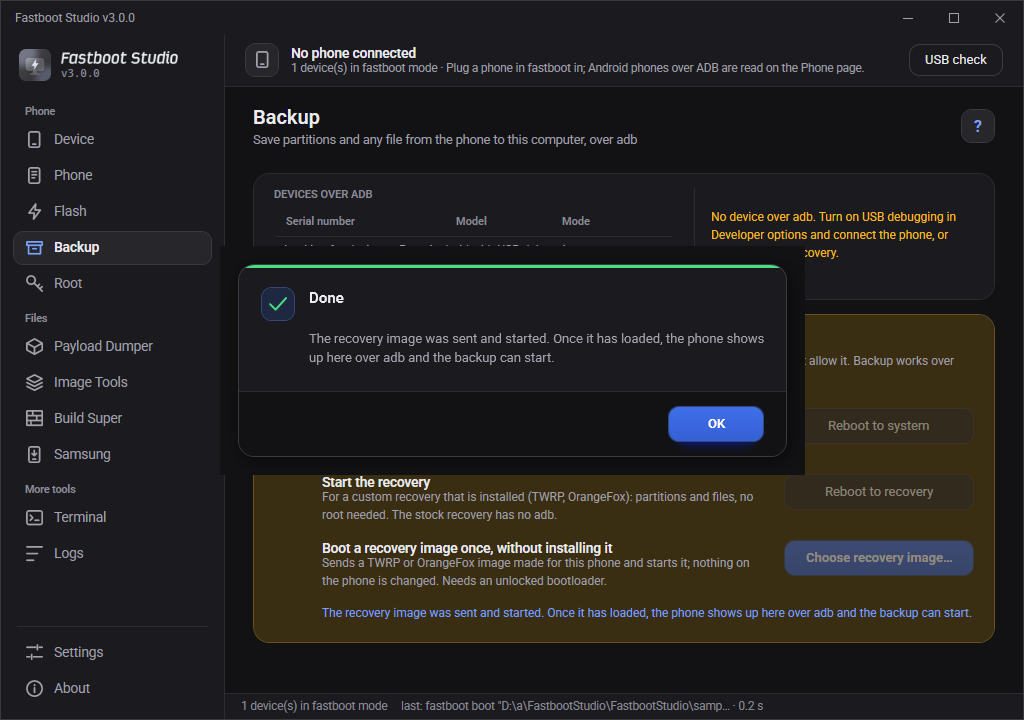 Fastboot Studio v3.0.0
Fastboot Studio
v3.0.0
Phone
Device
Phone
Flash
Backup
Root
Files
Payload Dumper
Image Tools
Build Super
Samsung
More tools
Terminal
Logs
Settings
About
No phone connected
1 device(s) in fastboot mode · Plug a phone in fastboot in; Android phones over ADB are read on the Phone page.
USB check
Backup
Save partitions and any file from the phone to this computer, over adb
?
DEVICES OVER ADB
Serial number Model Mode
No device over adb. Turn on USB debugging in
Developer options and connect the phone, or
covery.
Done
The recovery image was sent and started. Once it has loaded, the phone shows
up here over adb and the backup can start.
OK
allow it. Backup works over
Reboot to system
Start the recovery
For a custom recovery that is installed (TWRP, OrangeFox): partitions and files, no
root needed. The stock recovery has no adb.
Reboot to recovery
Boot a recovery image once, without installing it
Sends a TWRP or OrangeFox image made for this phone and starts it; nothing on
the phone is changed. Needs an unlocked bootloader.
Choose recovery image...
The recovery image was sent and started. Once it has loaded, the phone shows up here over adb and the backup can start.
1 device(s) in fastboot mode last: fastboot boot "D:\a\FastbootStudio\FastbootStudio\samp... · 0.2 s